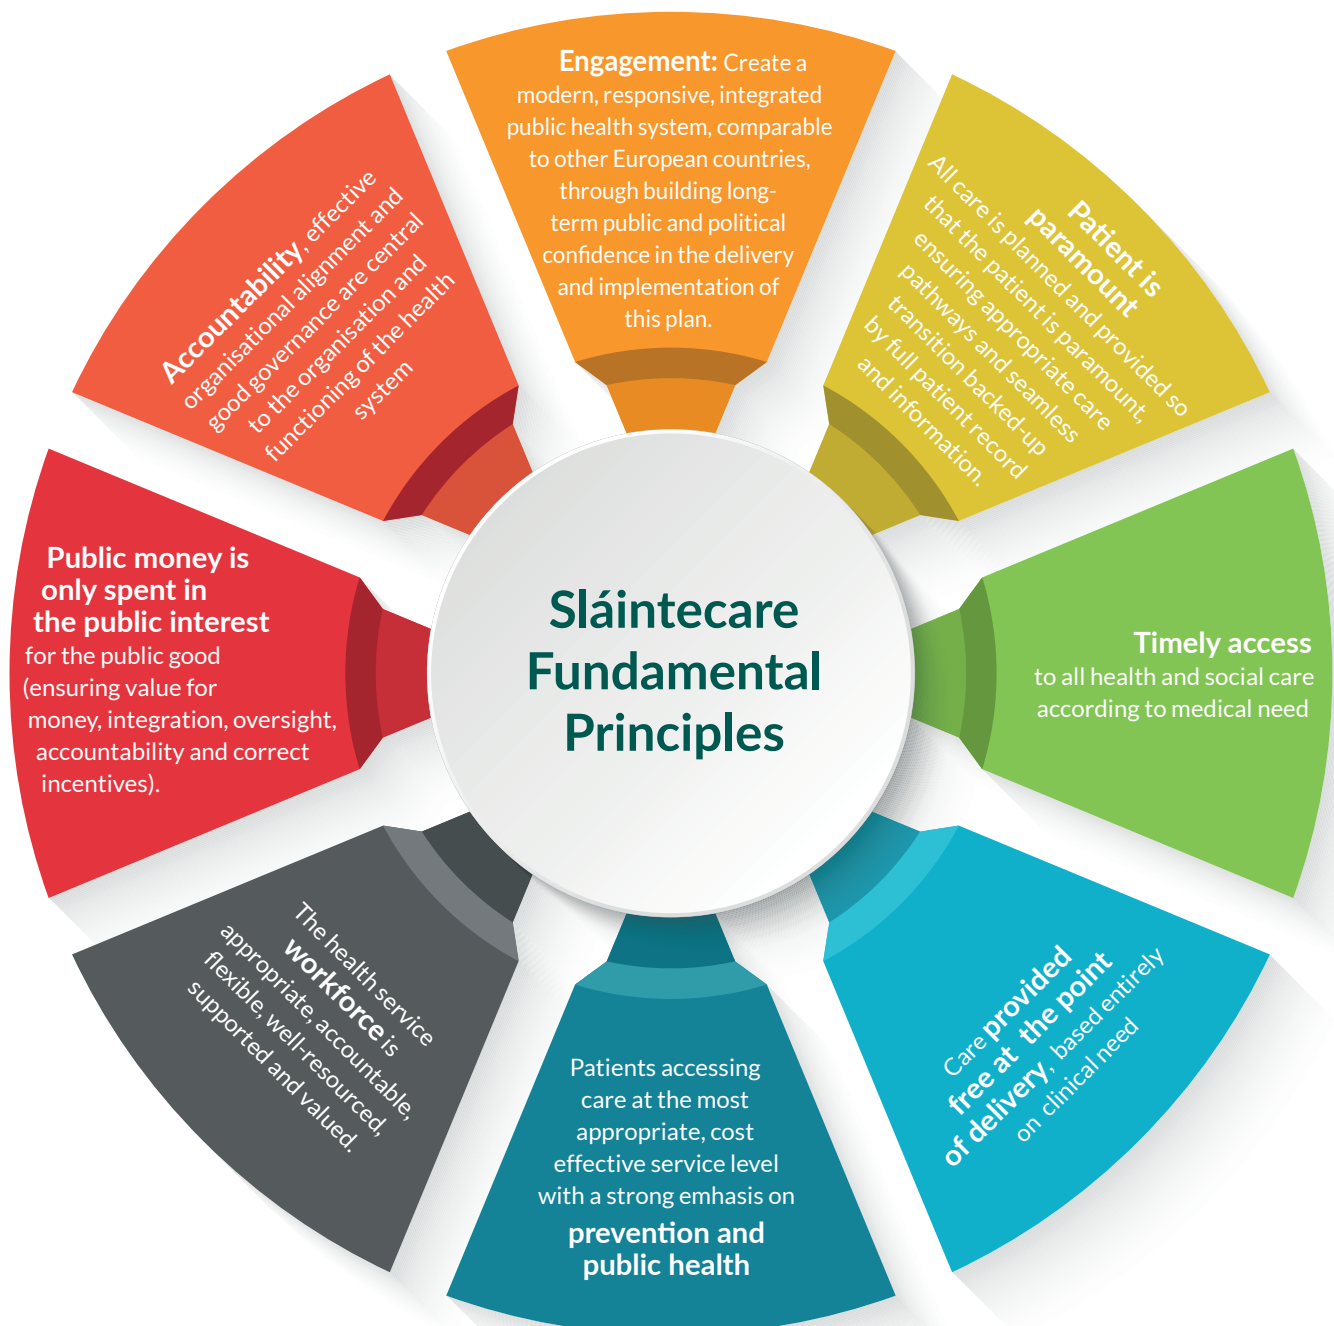 Engagement: Create a
modern, responsive, integrated
public health system, comparable
to other European countries,
through building long-
term public and political
confidence in the delivery
and implementation of
this plan.
Patient is
paramount
All care is planned and provided so
that the patient is paramount,
ensuring appropriate care
pathways and seamless
transition backed-up
by full patient record
and information.
Timely access
to all health and social care
according to medical need
Care provided
free at the point
of delivery, based entirely
on clinical need
Patients accessing
care at the most
appropriate, cost
effective service level
with a strong emhasis on
prevention and
public health
The health service
workforce is
appropriate, accountable,
flexible, well-resourced,
supported and valued.
Public money is
only spent in
the public interest
for the public good
(ensuring value for
money, integration, oversight,
accountability and correct
incentives).
Accountability, effective
organisational alignment and
good governance are central
to the organisation and
functioning of the health
system
Sláintecare
Fundamental
Principles